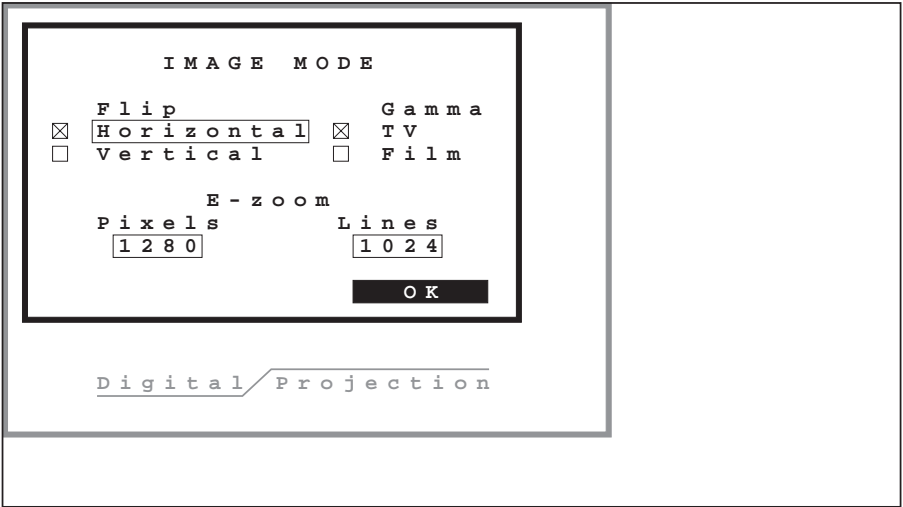 IMAGE MODE
Flip Gamma
Horizontal TV
Vertical Film
E-zoom
Pixels Lines
1280 1024
OK
Digital Projection